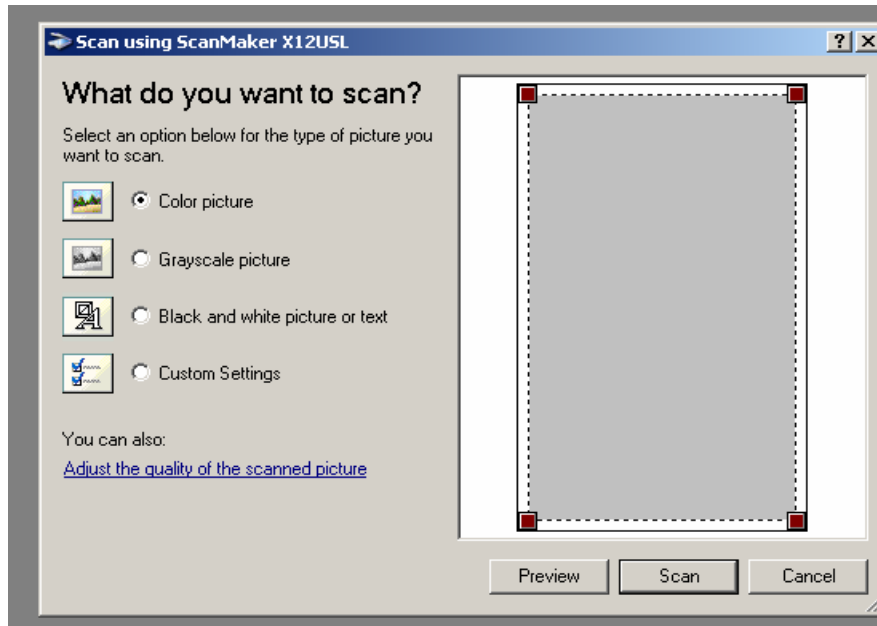 Scan using ScanMaker X12USL
What do you want to scan?
Select an option below for the type of picture you
want to scan.
Color picture
Grayscale picture
Black and white picture or text
Custom Settings
You can also:
Adjust the quality of the scanned picture
Preview Scan Cancel